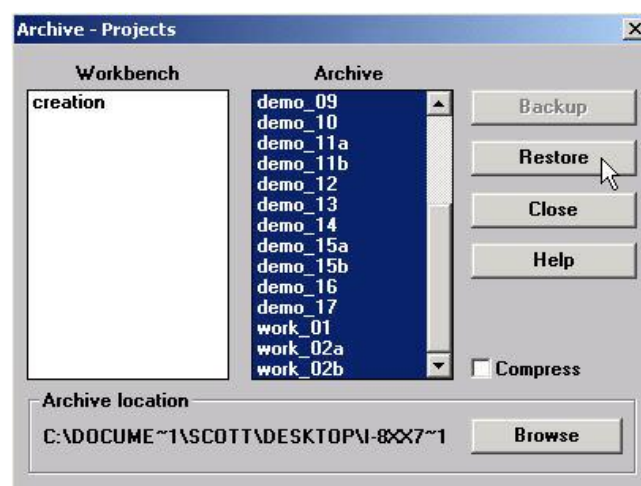 Archive - Projects
Workbench
Archive
creation
demo_09
demo_10
demo_11a
demo_11b
demo_12
demo_13
demo_14
demo_15a
demo_15b
demo_16
demo_17
work_01
work_02a
work_02b
Backup
Restore
Close
Help
Compress
Archive location
C:\DOCUME~1\SCOTT\DESKTOP\I-8XX7~1
Browse